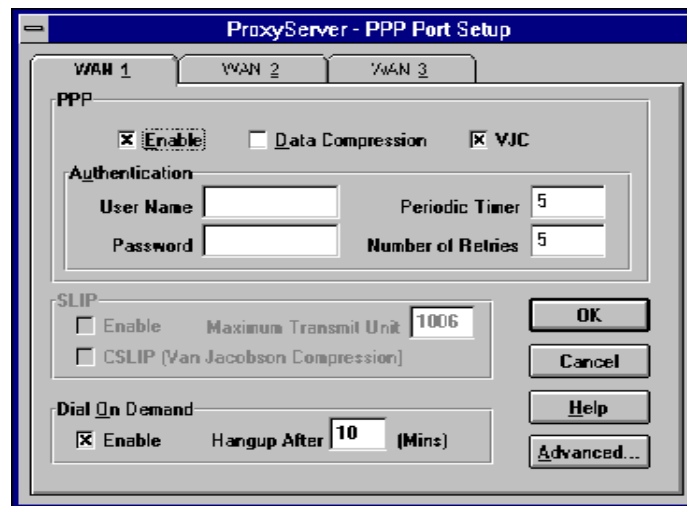 ProxyServer - PPP Port Setup
WAN 1 WAN 2 WAN 3
PPP
Enable Data Compression VJC
Authentication
User Name Periodic Timer 5
Password Number of Retries 5
SLIP
Enable Maximum Transmit Unit 1006
CSLIP (Van Jacobson Compression)
OK
Cancel
Dial On Demand
Enable Hangup After 10 (Mins)
Help
Advanced...